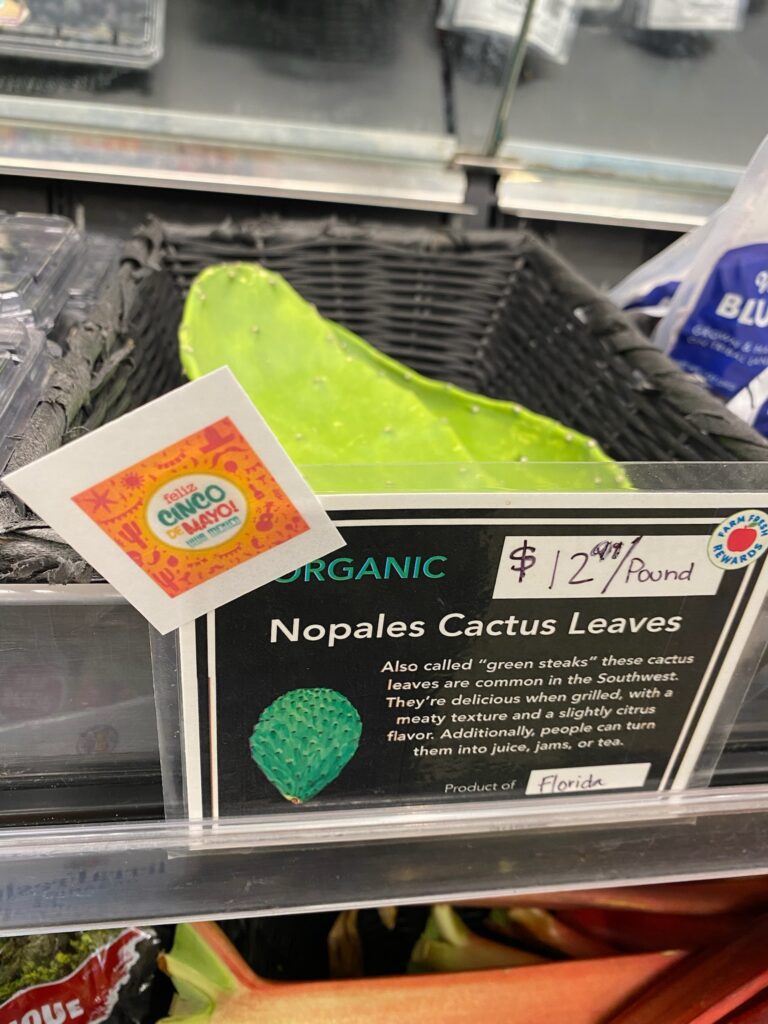 feliz
CINCO
DE MAYO!
BLU
FARM FRESH
REWARDS
ORGANIC
$12.99/Pound
Nopales Cactus Leaves
Also called “green steaks” these cactus
leaves are common in the Southwest.
They’re delicious when grilled, with a
meaty texture and a slightly citrus
flavor. Additionally, people can turn
them into juice, jams, or tea.
Product of Florida
QUE